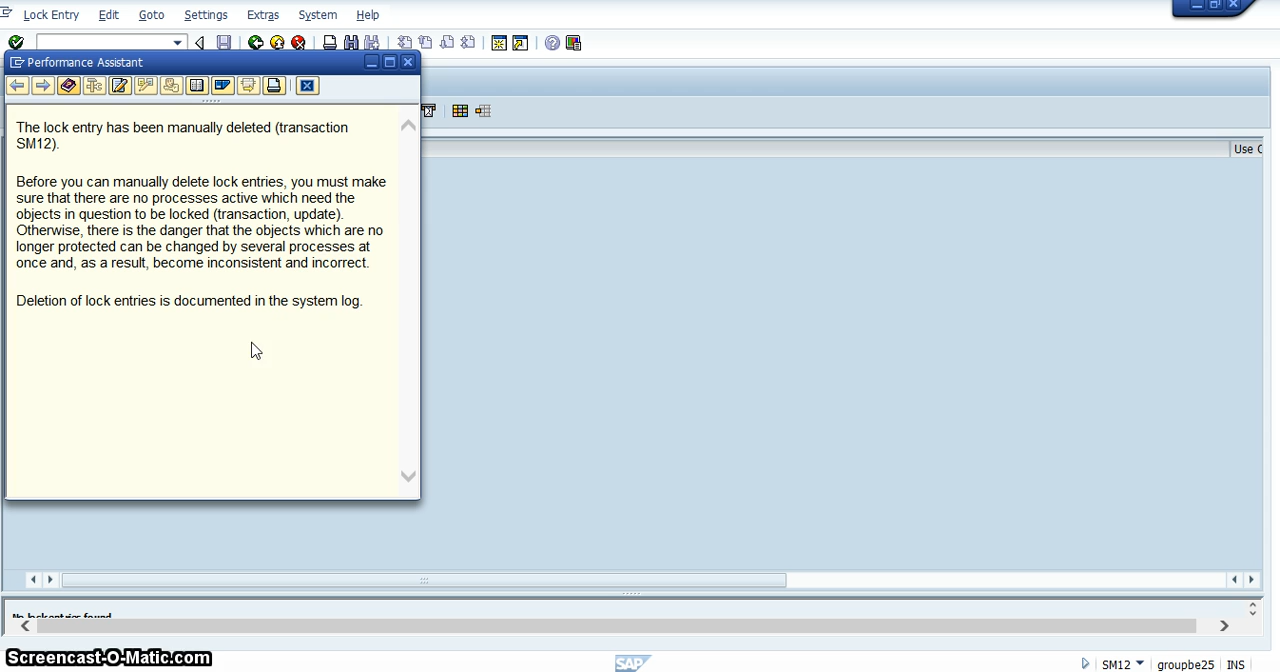 Lock Entry Edit Goto Settings Extras System Help
Performance Assistant
The lock entry has been manually deleted (transaction
SM12).
Before you can manually delete lock entries, you must make
sure that there are no processes active which need the
objects in question to be locked (transaction, update).
Otherwise, there is the danger that the objects which are no
longer protected can be changed by several processes at
once and, as a result, become inconsistent and incorrect.
Deletion of lock entries is documented in the system log.
Use
No lock entries found
Screencast-O-Matic.com
SAP
SM12 groupbe25 INS